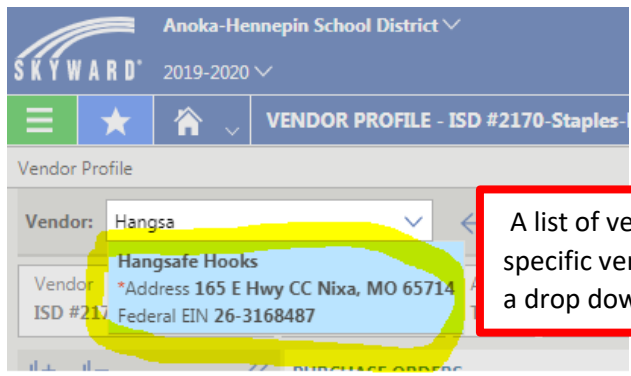 Anoka-Hennepin School District
SKYWARD
2019-2020
VENDOR PROFILE - ISD #2170-Staples-
Vendor Profile
Vendor: Hangsa
Hangsafe Hooks
*Address 165 E Hwy CC Nixa, MO 65714
Federal EIN 26-3168487
Vendor
ISD #217
A list of ve
specific ver
a drop dow
PURCHASE ORDERS